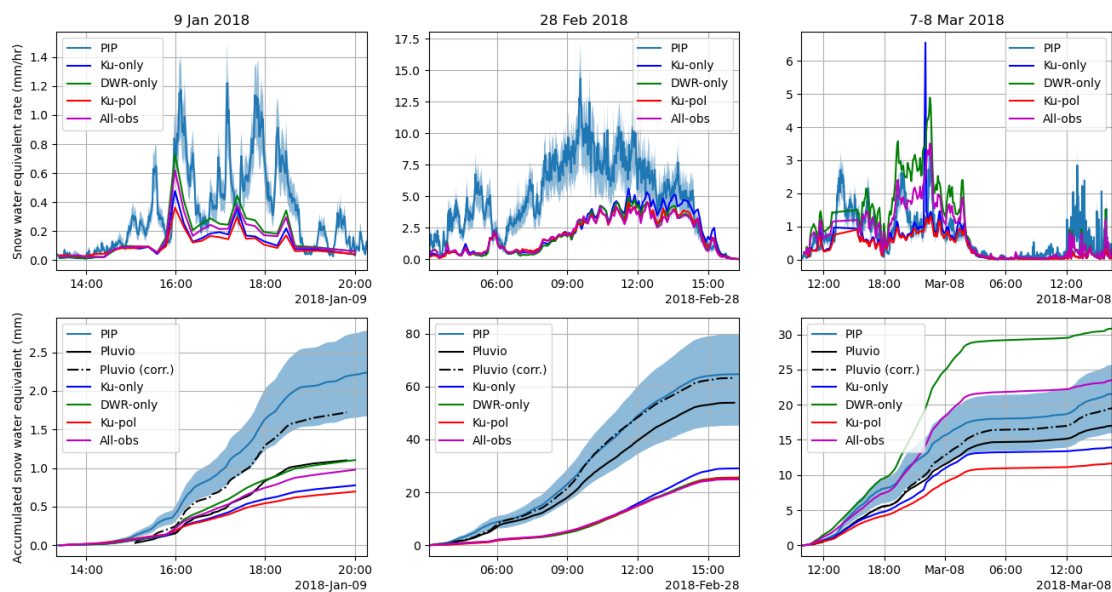 9 Jan 2018
28 Feb 2018
7-8 Mar 2018
Snow water equivalent rate (mm/hr)
1.4
1.2
1.0
0.8
0.6
0.4
0.2
0.0
PIP
Ku-only
DWR-only
Ku-pol
All-obs
14:00
16:00
18:00
20:00
2018-Jan-09
17.5
15.0
12.5
10.0
7.5
5.0
2.5
0.0
PIP
Ku-only
DWR-only
Ku-pol
All-obs
06:00
09:00
12:00
15:00
2018-Feb-28
6
5
4
3
2
1
0
PIP
Ku-only
DWR-only
Ku-pol
All-obs
12:00
18:00
Mar-08
06:00
12:00
2018-Mar-08
Accumulated snow water equivalent (mm)
2.5
2.0
1.5
1.0
0.5
0.0
PIP
Pluvio
Pluvio (corr.)
Ku-only
DWR-only
Ku-pol
All-obs
14:00
16:00
18:00
20:00
2018-Jan-09
80
60
40
20
0
PIP
Pluvio
Pluvio (corr.)
Ku-only
DWR-only
Ku-pol
All-obs
06:00
09:00
12:00
15:00
2018-Feb-28
30
25
20
15
10
5
0
PIP
Pluvio
Pluvio (corr.)
Ku-only
DWR-only
Ku-pol
All-obs
12:00
18:00
Mar-08
06:00
12:00
2018-Mar-08